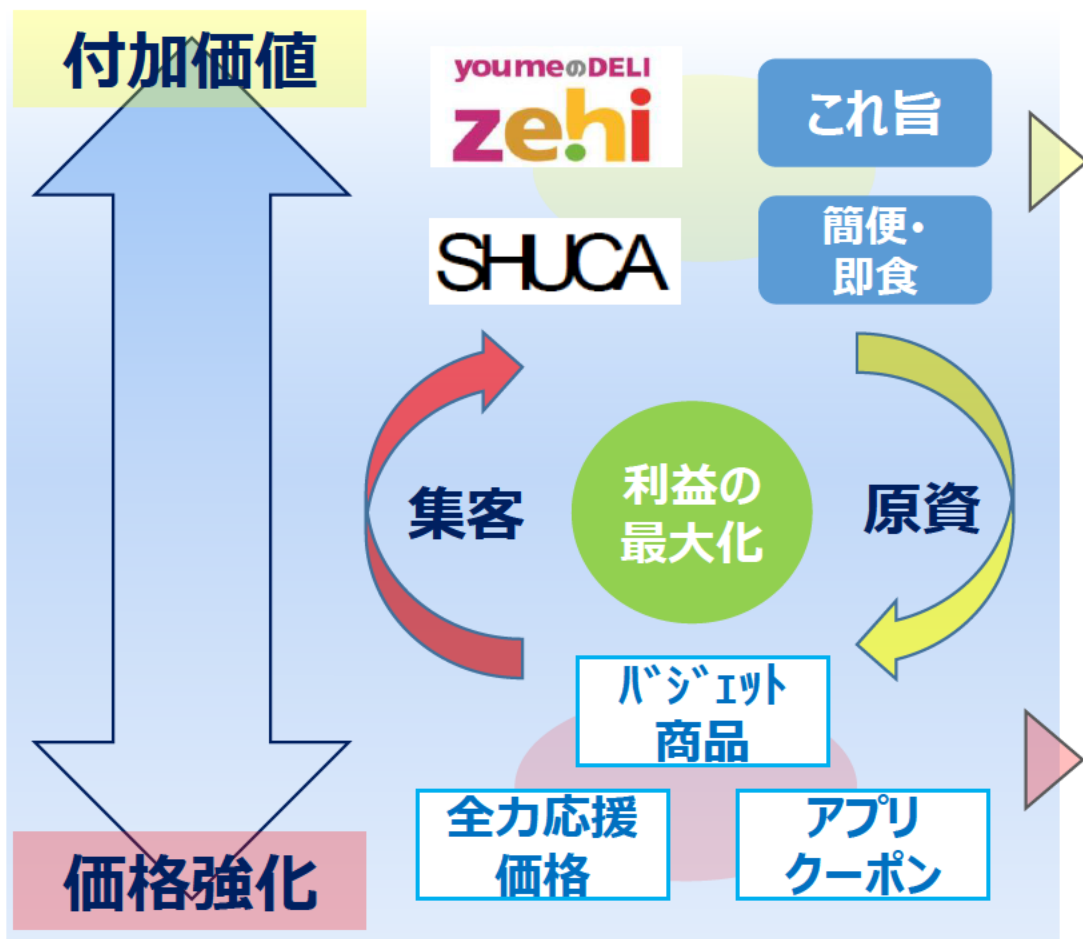 付加価値
youmeのDELI
zehi
これ旨
SHUCA
簡便・
即食
集客
利益の
最大化
原資
ﾊﾞｼﾞｪｯﾄ
商品
全力応援
価格
アプリ
クーポン
価格強化